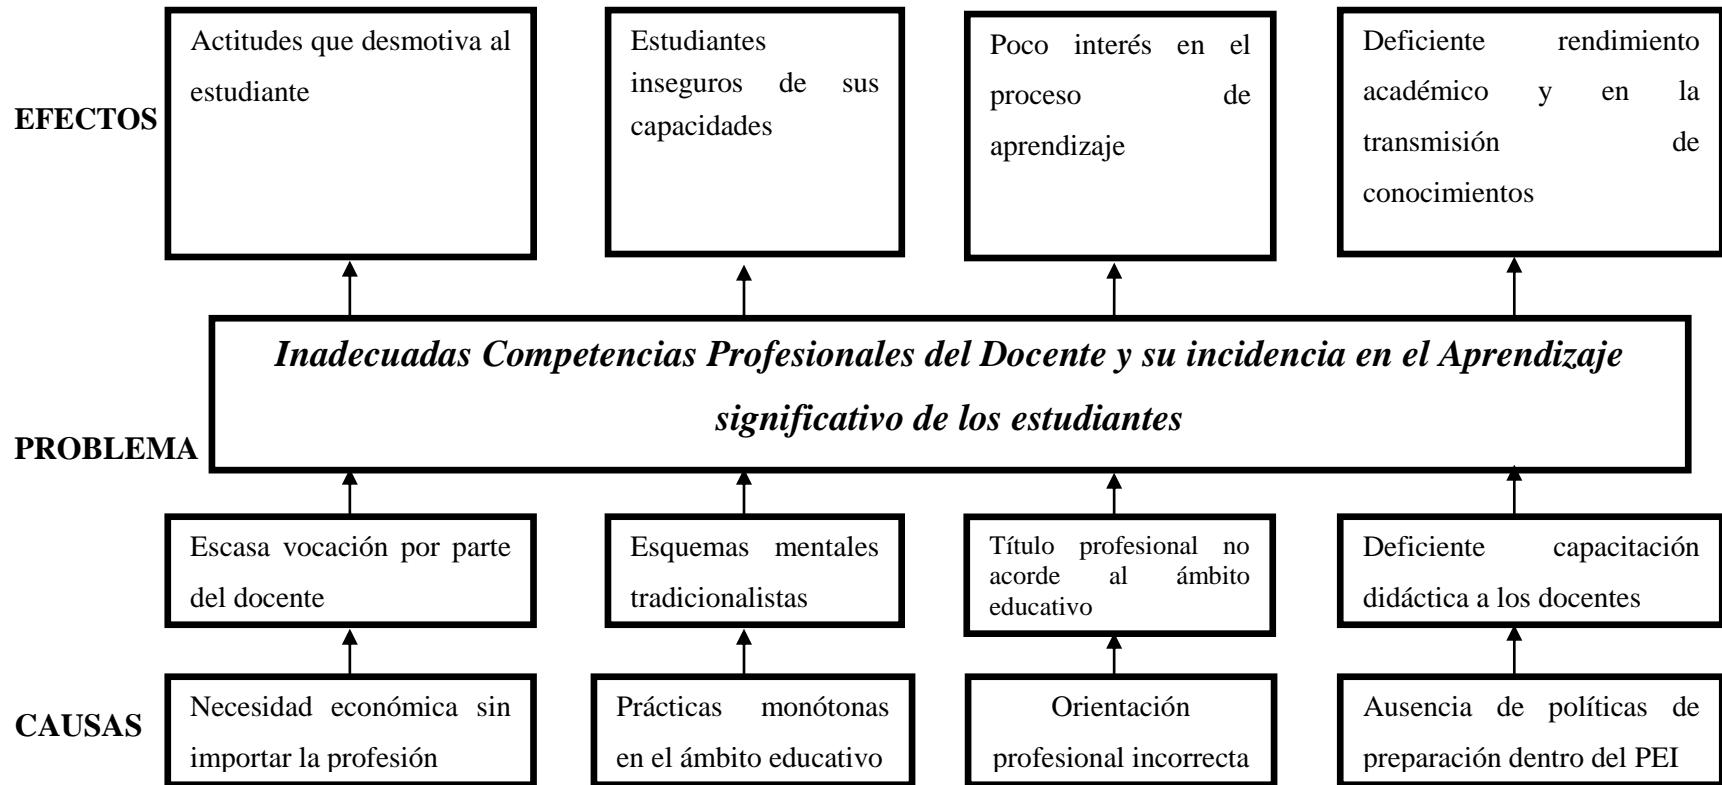 Actitudes que desmotiva al
estudiante
Estudiantes
inseguros de sus
capacidades
Poco interés en el
proceso de
aprendizaje
Deficiente rendimiento
académico y en la
transmisión de
conocimientos
EFECTOS
Inadecuadas Competencias Profesionales del Docente y su incidencia en el Aprendizaje
significativo de los estudiantes
PROBLEMA
Escasa vocación por parte
del docente
Esquemas mentales
tradicionalistas
Título profesional no
acorde al ámbito
educativo
Deficiente capacitación
didáctica a los docentes
CAUSAS
Necesidad económica sin
importar la profesión
Prácticas monótonas
en el ámbito educativo
Orientación
profesional incorrecta
Ausencia de políticas de
preparación dentro del PEI